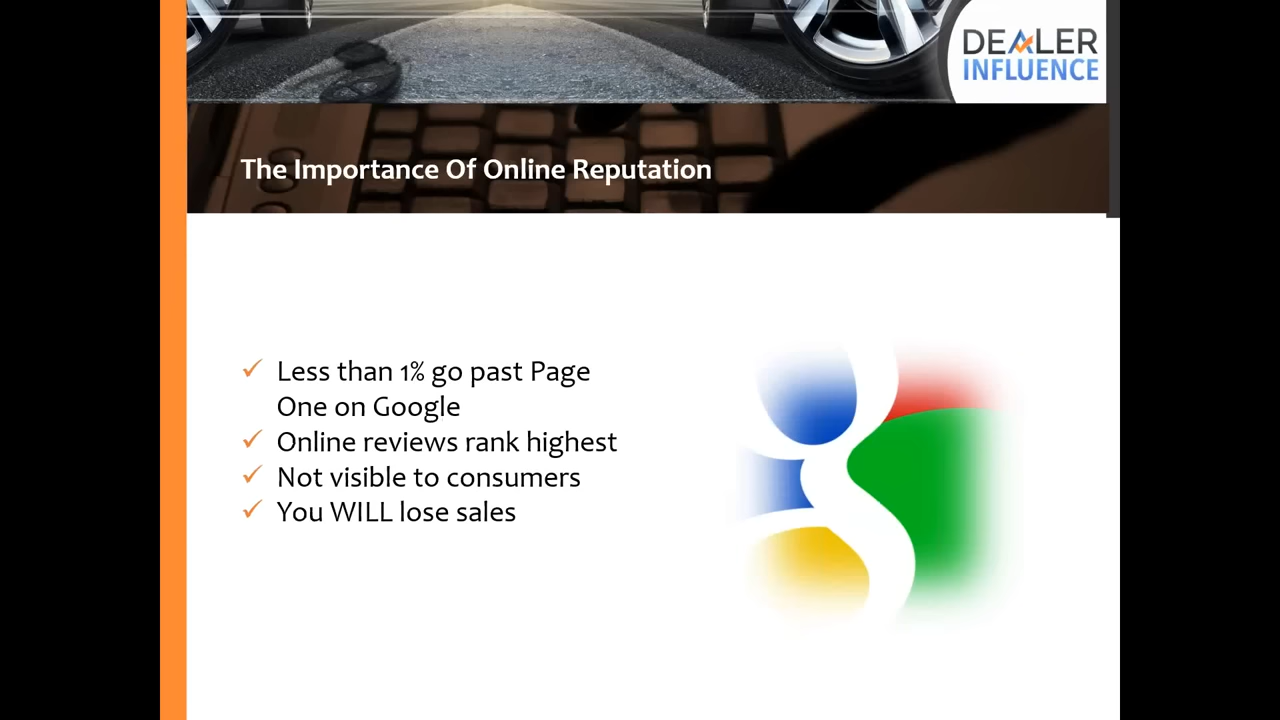 DEALER
INFLUENCE
The Importance Of Online Reputation
Less than 1% go past Page
One on Google
Online reviews rank highest
Not visible to consumers
You WILL lose sales